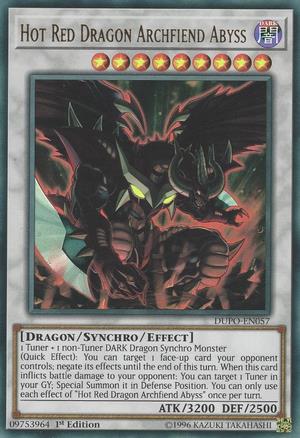 HOT RED DRAGON ARCHFIEND ABYSS
DARK
闇
DUPO-EN057
[DRAGON/SYNCHRO/EFFECT]
1 Tuner + 1 non-Tuner DARK Dragon Synchro Monster
(Quick Effect): You can target 1 face-up card your opponent
controls; negate its effects until the end of this turn. When this card
inflicts battle damage to your opponent: You can target 1 Tuner in
your GY; Special Summon it in Defense Position. You can only use
each effect of "Hot Red Dragon Archfiend Abyss" once per turn.
ATK/3200 DEF/2500
09753964 1st Edition ©1996 KAZUKI TAKAHASHI